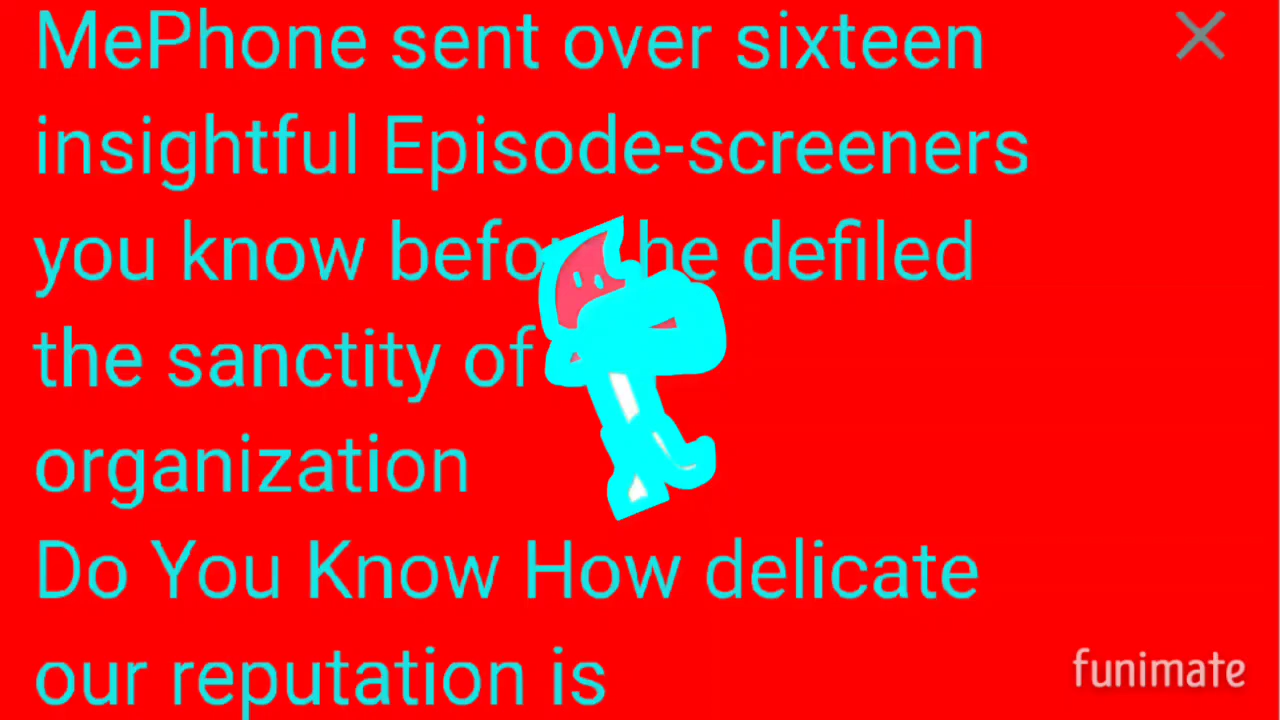 MePhone sent over sixteen
insightful Episode-screeners
you know before he defiled
the sanctity of
organization
Do You Know How delicate
our reputation is
funimate